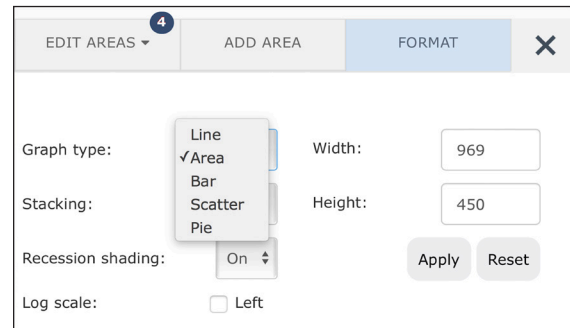 4
EDIT AREAS ADD AREA FORMAT
Graph type: Line Width: 969
✓Area
Bar
Stacking: Scatter Height: 450
Pie
Recession shading: On Apply Reset
Log scale: Left